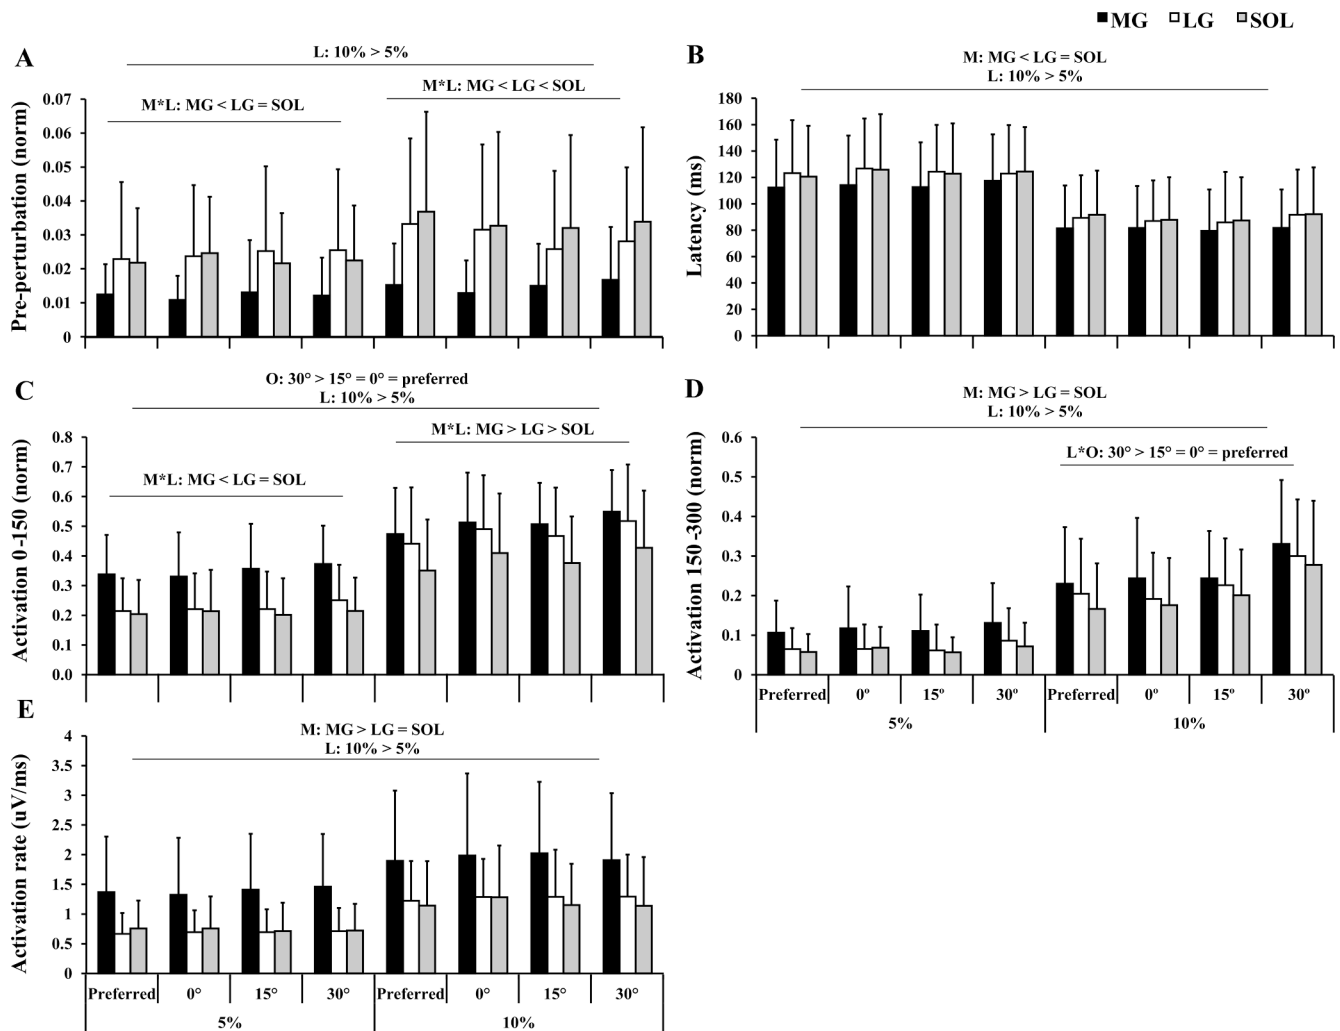 MG LG SOL
A
L: 10% > 5%
M*L: MG < LG = SOL
M*L: MG < LG < SOL
Pre-perturbation (norm)
0.07
0.06
0.05
0.04
0.03
0.02
0.01
0
B
M: MG < LG = SOL
L: 10% > 5%
Latency (ms)
180
160
140
120
100
80
60
40
20
0
C
O: 30° > 15° = 0° = preferred
L: 10% > 5%
M*L: MG > LG > SOL
M*L: MG < LG = SOL
Activation 0-150 (norm)
0.8
0.7
0.6
0.5
0.4
0.3
0.2
0.1
0.0
D
M: MG > LG = SOL
L: 10% > 5%
L*O: 30° > 15° = 0° = preferred
Activation 150-300 (norm)
0.6
0.5
0.4
0.3
0.2
0.1
0
Preferred 0° 15° 30° Preferred 0° 15° 30°
5% 10%
E
M: MG > LG = SOL
L: 10% > 5%
Activation rate (uV/ms)
4
3.5
3
2.5
2
1.5
1
0.5
0
Preferred 0° 15° 30° Preferred 0° 15° 30°
5% 10%